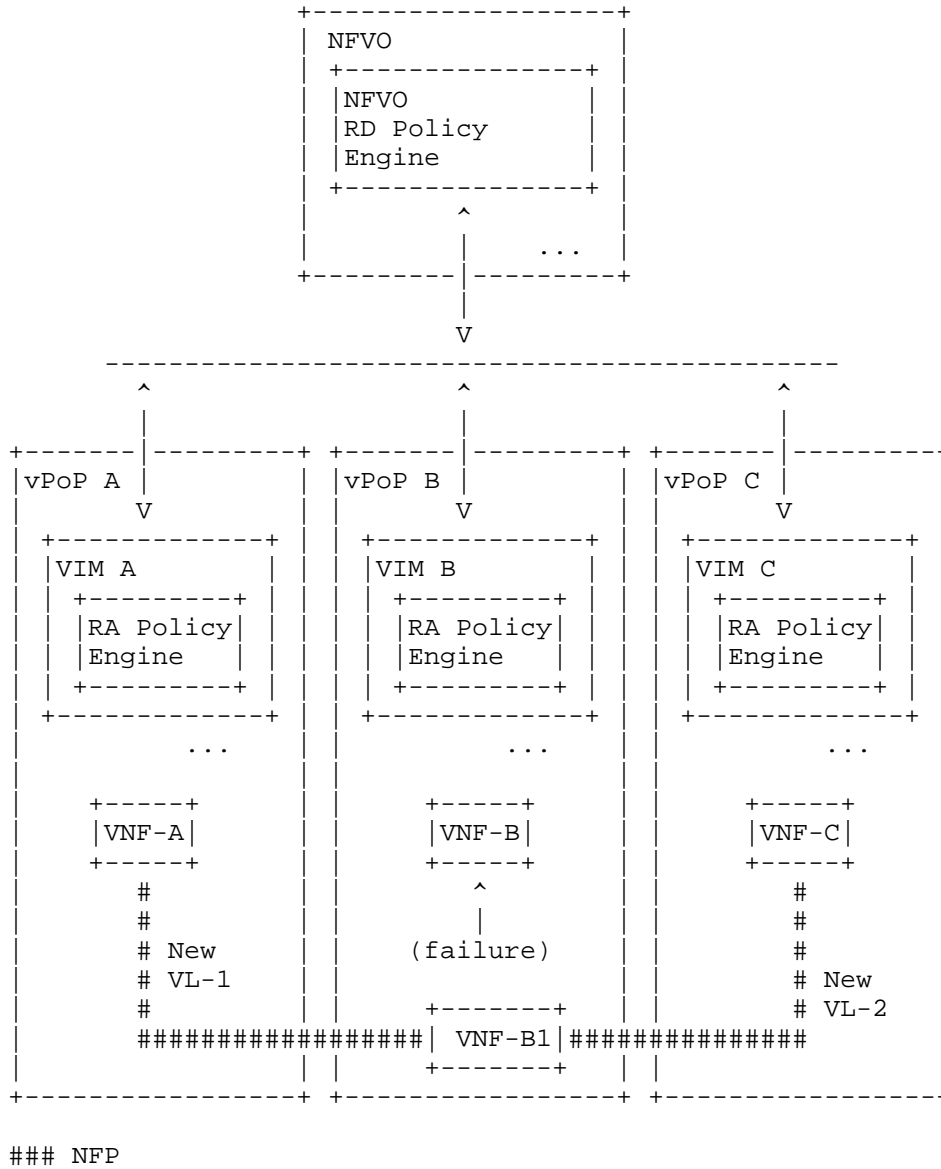 NFVO
NFVO
RD Policy
Engine
...
vPoP A vPoP B vPoP C
VIM A VIM B VIM C
RA Policy RA Policy RA Policy
Engine Engine Engine
... ... ...
VNF-A VNF-B VNF-C
New (failure)
VL-1 New
VL-2
VNF-B1
### NFP